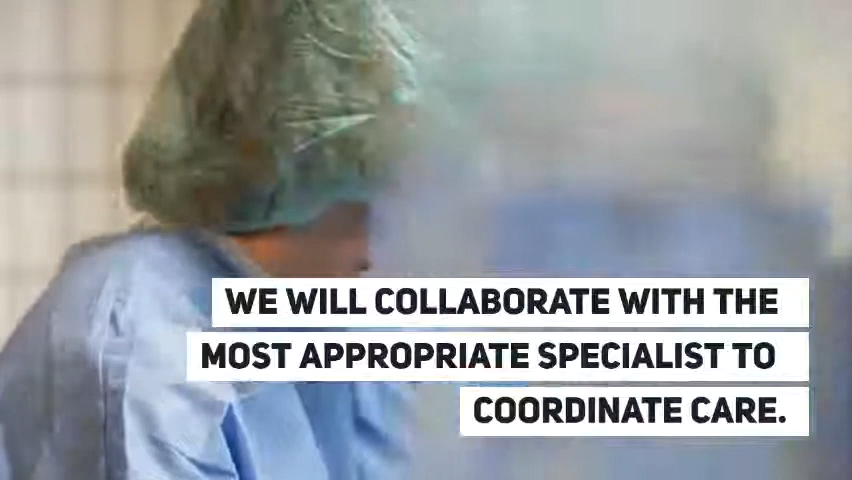 WE WILL COLLABORATE WITH THE
MOST APPROPRIATE SPECIALIST TO
COORDINATE CARE.